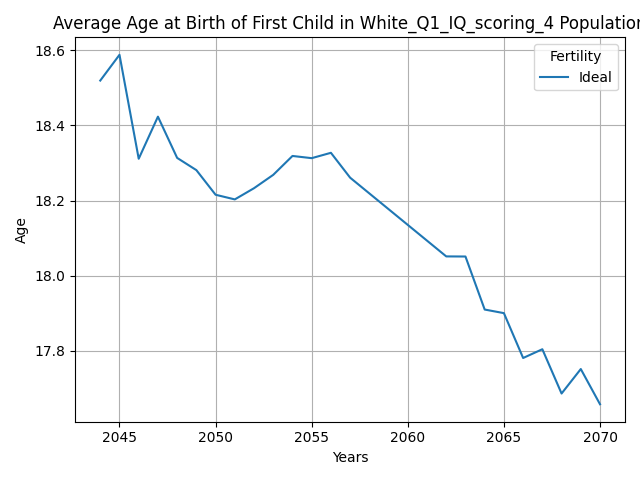 Average Age at Birth of First Child in White_Q1_IQ_scoring_4 Population
Fertility
Ideal
18.6
18.4
18.2
18.0
17.8
Age
2045 2050 2055 2060 2065 2070
Years